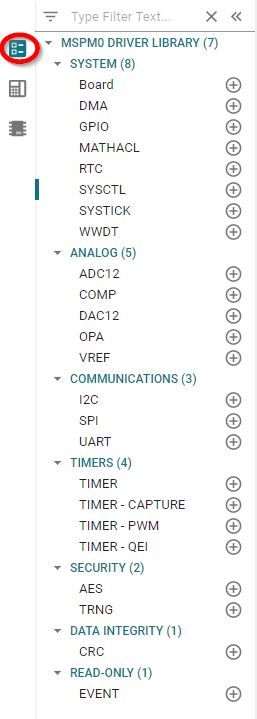 Type Filter Text...
MSPM0 DRIVER LIBRARY (7)
SYSTEM (8)
Board
DMA
GPIO
MATHACL
RTC
SYSCTL
SYSTICK
WWDT
ANALOG (5)
ADC12
COMP
DAC12
OPA
VREF
COMMUNICATIONS (3)
I2C
SPI
UART
TIMERS (4)
TIMER
TIMER - CAPTURE
TIMER - PWM
TIMER - QEI
SECURITY (2)
AES
TRNG
DATA INTEGRITY (1)
CRC
READ-ONLY (1)
EVENT